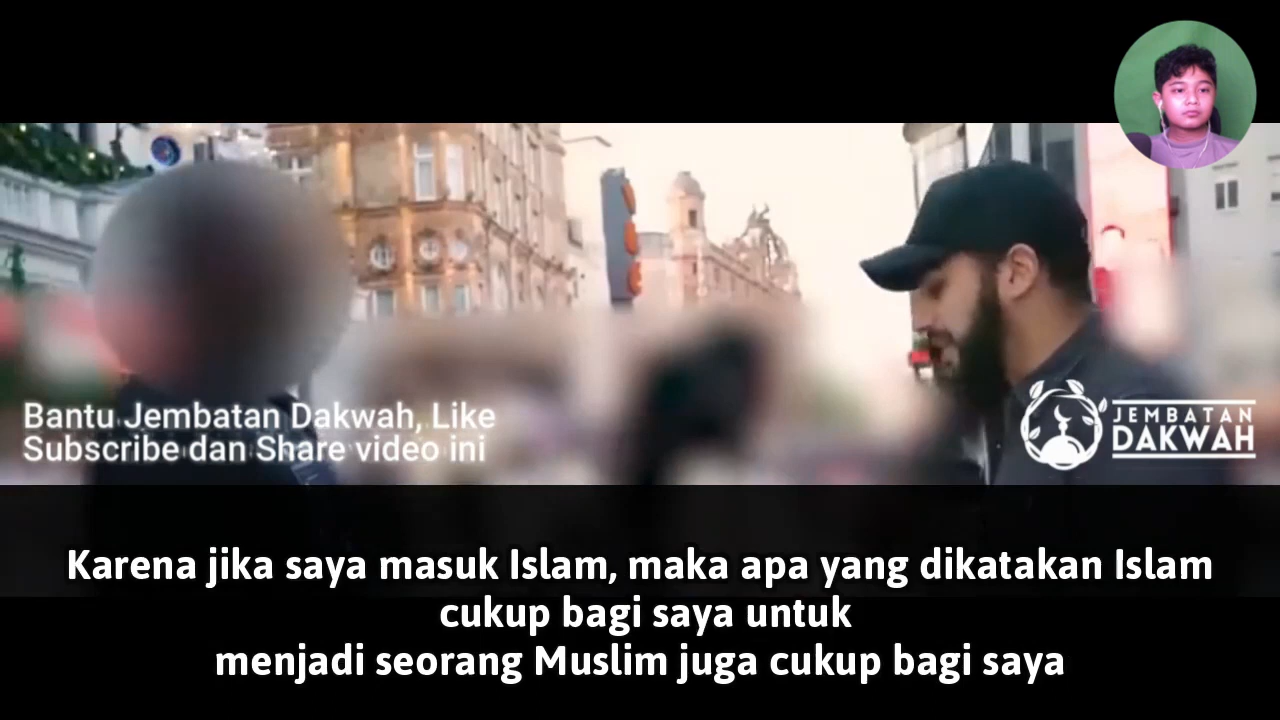 Bantu Jembatan Dakwah, Like
Subscribe dan Share video ini
JEMBATAN
DAKWAH
Karena jika saya masuk Islam, maka apa yang dikatakan Islam
cukup bagi saya untuk
menjadi seorang Muslim juga cukup bagi saya